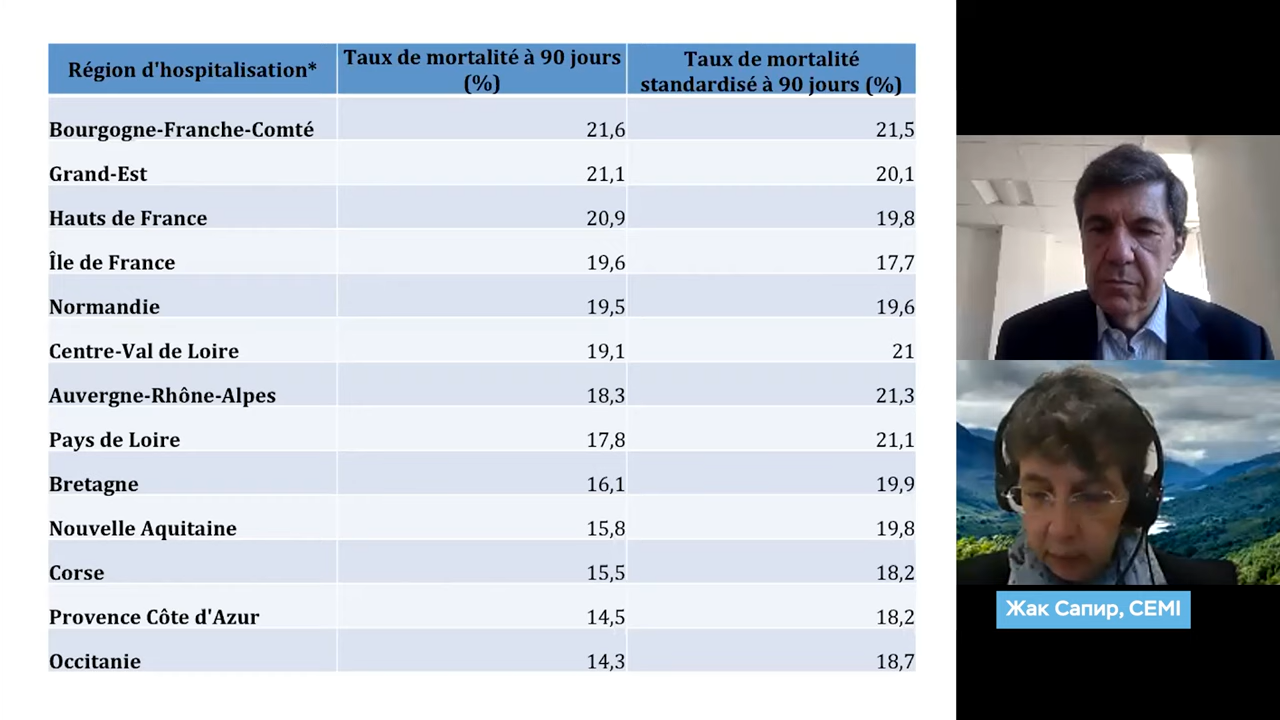 Région d'hospitalisation*
Taux de mortalité à 90 jours
(%)
Taux de mortalité
standardisé à 90 jours (%)
Bourgogne-Franche-Comté 21,6 21,5
Grand-Est 21,1 20,1
Hauts de France 20,9 19,8
Île de France 19,6 17,7
Normandie 19,5 19,6
Centre-Val de Loire 19,1 21
Auvergne-Rhône-Alpes 18,3 21,3
Pays de Loire 17,8 21,1
Bretagne 16,1 19,9
Nouvelle Aquitaine 15,8 19,8
Corse 15,5 18,2
Provence Côte d'Azur 14,5 18,2
Occitanie 14,3 18,7
Жак Сапир, CEMI